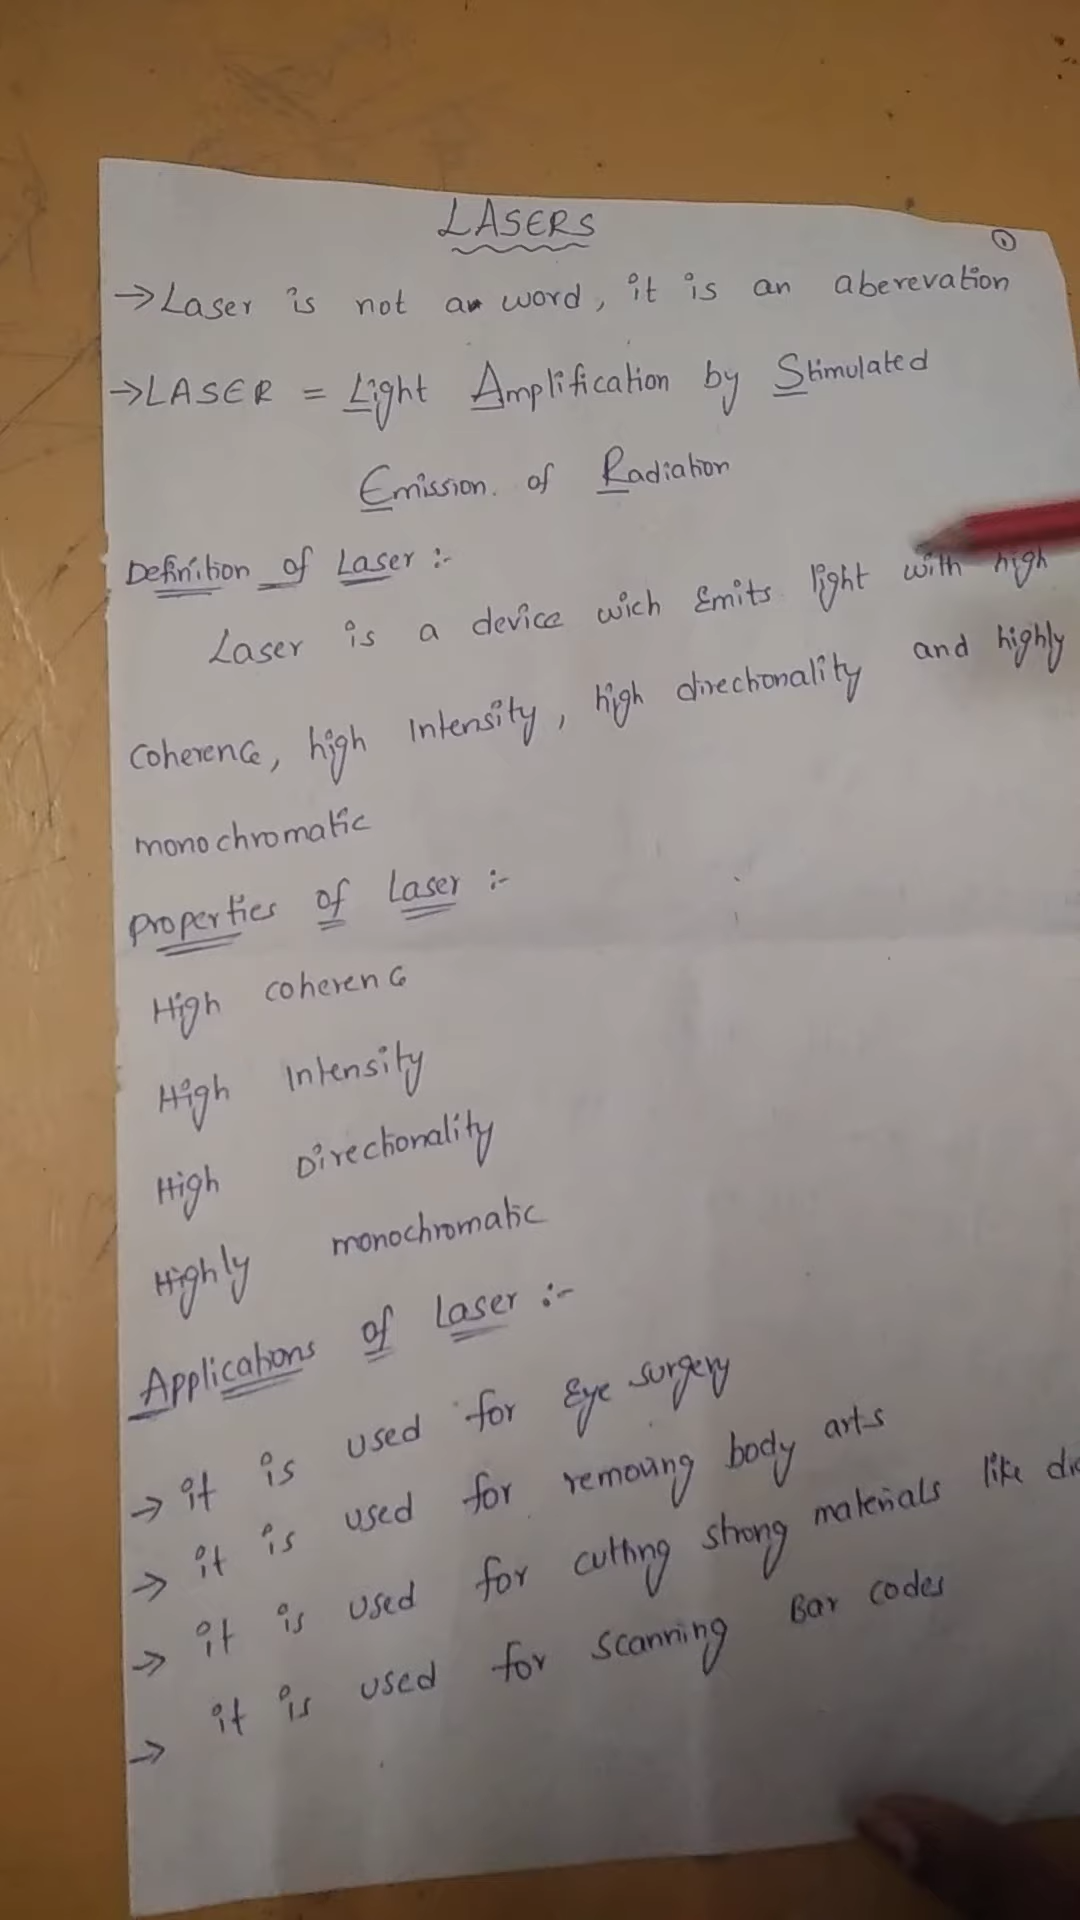 LASERS
①
→Laser is not a word, it is an aberevation
→LASER = Light Amplification by Stimulated
Emission. of Radiation
Definition of Laser :-
Laser is a device wich Emits light with high
Coherence, high Intensity, high directionality and highly
monochromatic
Properties of Laser :-
High coherence
High Intensity
High Directionality
Highly monochromatic
Applications of Laser :-
→ it is used for Eye surgery
→ it is used for removing body arts
→ it is used for cutting strong materials like
→ it is used for scanning Bar codes